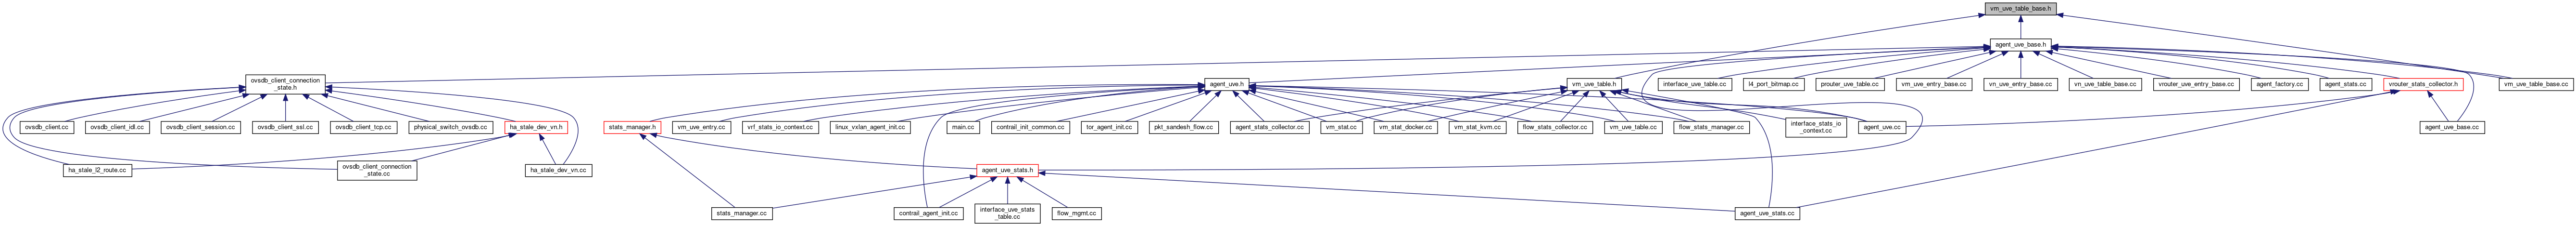 vm_uve_table_base.h
agent_uve_base.h
ovsdb_client_connection
_state.h
agent_uve.h
vm_uve_table.h
interface_uve_table.cc
l4_port_bitmap.cc
prouter_uve_table.cc
vm_uve_entry_base.cc
vn_uve_entry_base.cc
vn_uve_table_base.cc
vrouter_uve_entry_base.cc
agent_factory.cc
agent_stats.cc
vrouter_stats_collector.h
vm_uve_table_base.cc
ovsdb_client.cc
ovsdb_client_idl.cc
ovsdb_client_session.cc
ovsdb_client_ssl.cc
ovsdb_client_tcp.cc
physical_switch_ovsdb.cc
ha_stale_dev_vn.h
stats_manager.h
vm_uve_entry.cc
vrf_stats_io_context.cc
linux_vxlan_agent_init.cc
main.cc
contrail_init_common.cc
tor_agent_init.cc
pkt_sandesh_flow.cc
agent_stats_collector.cc
vm_stat.cc
vm_stat_docker.cc
vm_stat_kvm.cc
flow_stats_collector.cc
vm_uve_table.cc
flow_stats_manager.cc
interface_stats_io
_context.cc
agent_uve.cc
agent_uve_base.cc
ha_stale_l2_route.cc
ovsdb_client_connection
_state.cc
ha_stale_dev_vn.cc
agent_uve_stats.h
stats_manager.cc
contrail_agent_init.cc
interface_uve_stats
_table.cc
flow_mgmt.cc
agent_uve_stats.cc